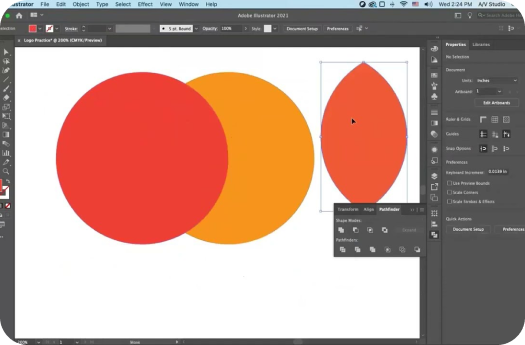 ustrator File Edit Object Type Select Effect View Window Help
Wed 2:24 PM A/V Studio
Adobe Illustrator 2021
Stroke: 5 pt. Round Opacity: 100% Style: Document Setup Preferences
Logo Practice* @ 200% (CMYK/Preview)
Properties Libraries
No Selection
Document
Units: Inches
Artboard: 1
Edit Artboards
Ruler & Grids
Guides
Snap Options
Preferences
Keyboard Increment: 0.0139 in
Use Preview Bounds
Scale Corners
Scale Strokes & Effects
Quick Actions
Document Setup Preferences
Transform Align Pathfinder
Shape Modes:
Expand
Pathfinders:
200% 1